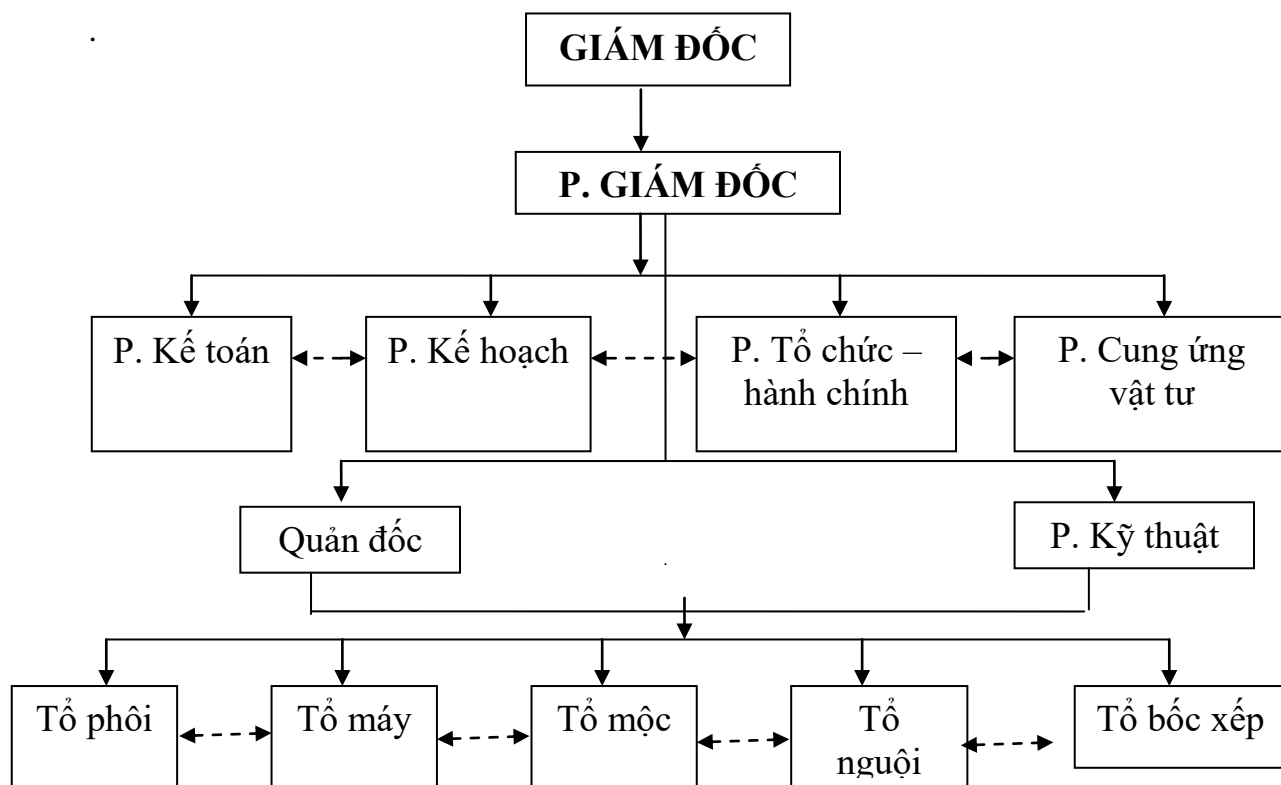 GIÁM ĐỐC
P. GIÁM ĐỐC
P. Kế toán
P. Kế hoạch
P. Tổ chức –
hành chính
P. Cung ứng
vật tư
Quản đốc
P. Kỹ thuật
Tổ phôi
Tổ máy
Tổ mộc
Tổ
nguội
Tổ bốc xếp